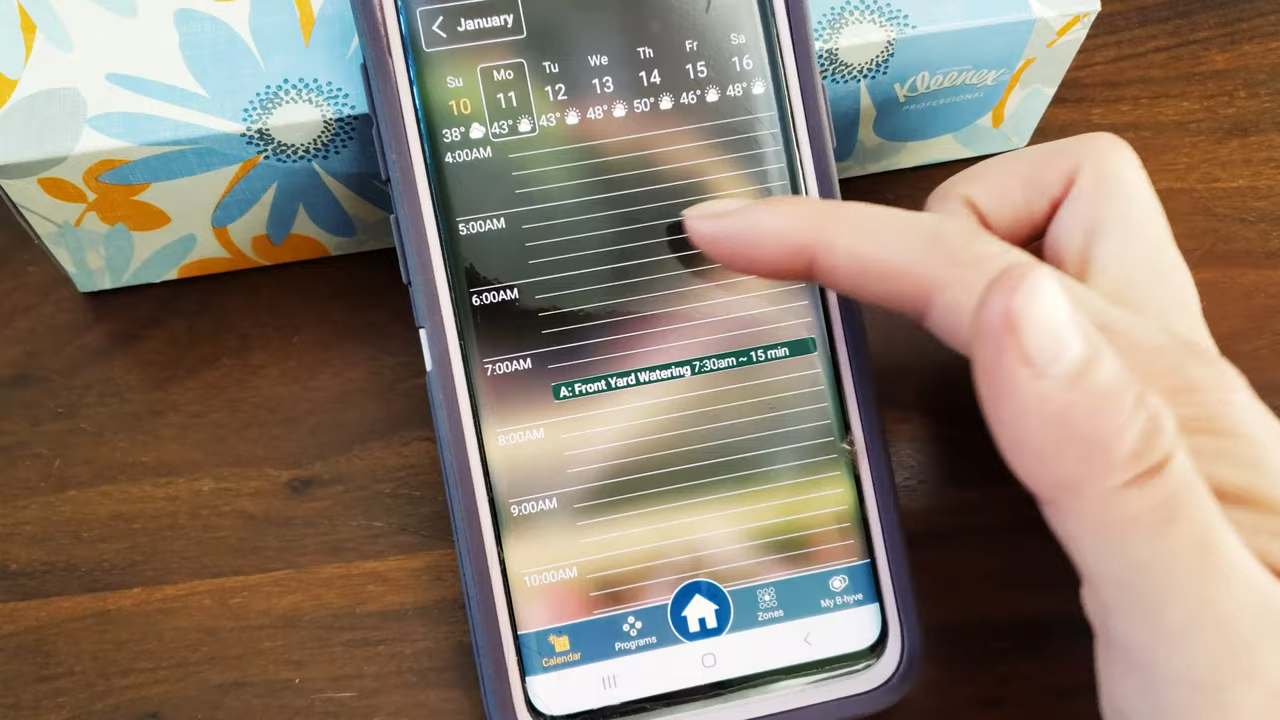 January
Su Mo Tu We Th Fr Sa
10 11 12 13 14 15 16
38° 43° 43° 48° 50° 46° 48°
4:00AM
5:00AM
6:00AM
7:00AM
A: Front Yard Watering 7:30am ~ 15 min
8:00AM
9:00AM
10:00AM
Calendar Programs Zones My B-hyve
Kleenex
PROFESSIONAL